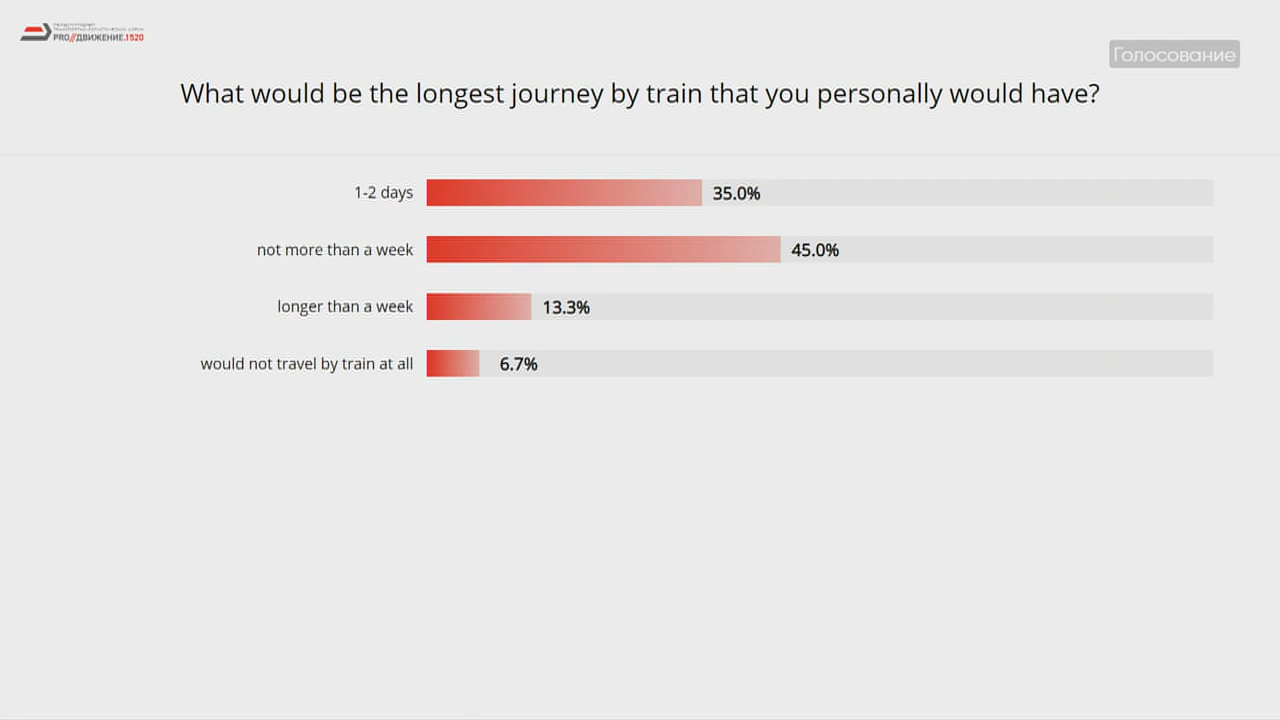 PRO//ДВИЖЕНИЕ.1520
Голосование
What would be the longest journey by train that you personally would have?
1-2 days 35.0%
not more than a week 45.0%
longer than a week 13.3%
would not travel by train at all 6.7%